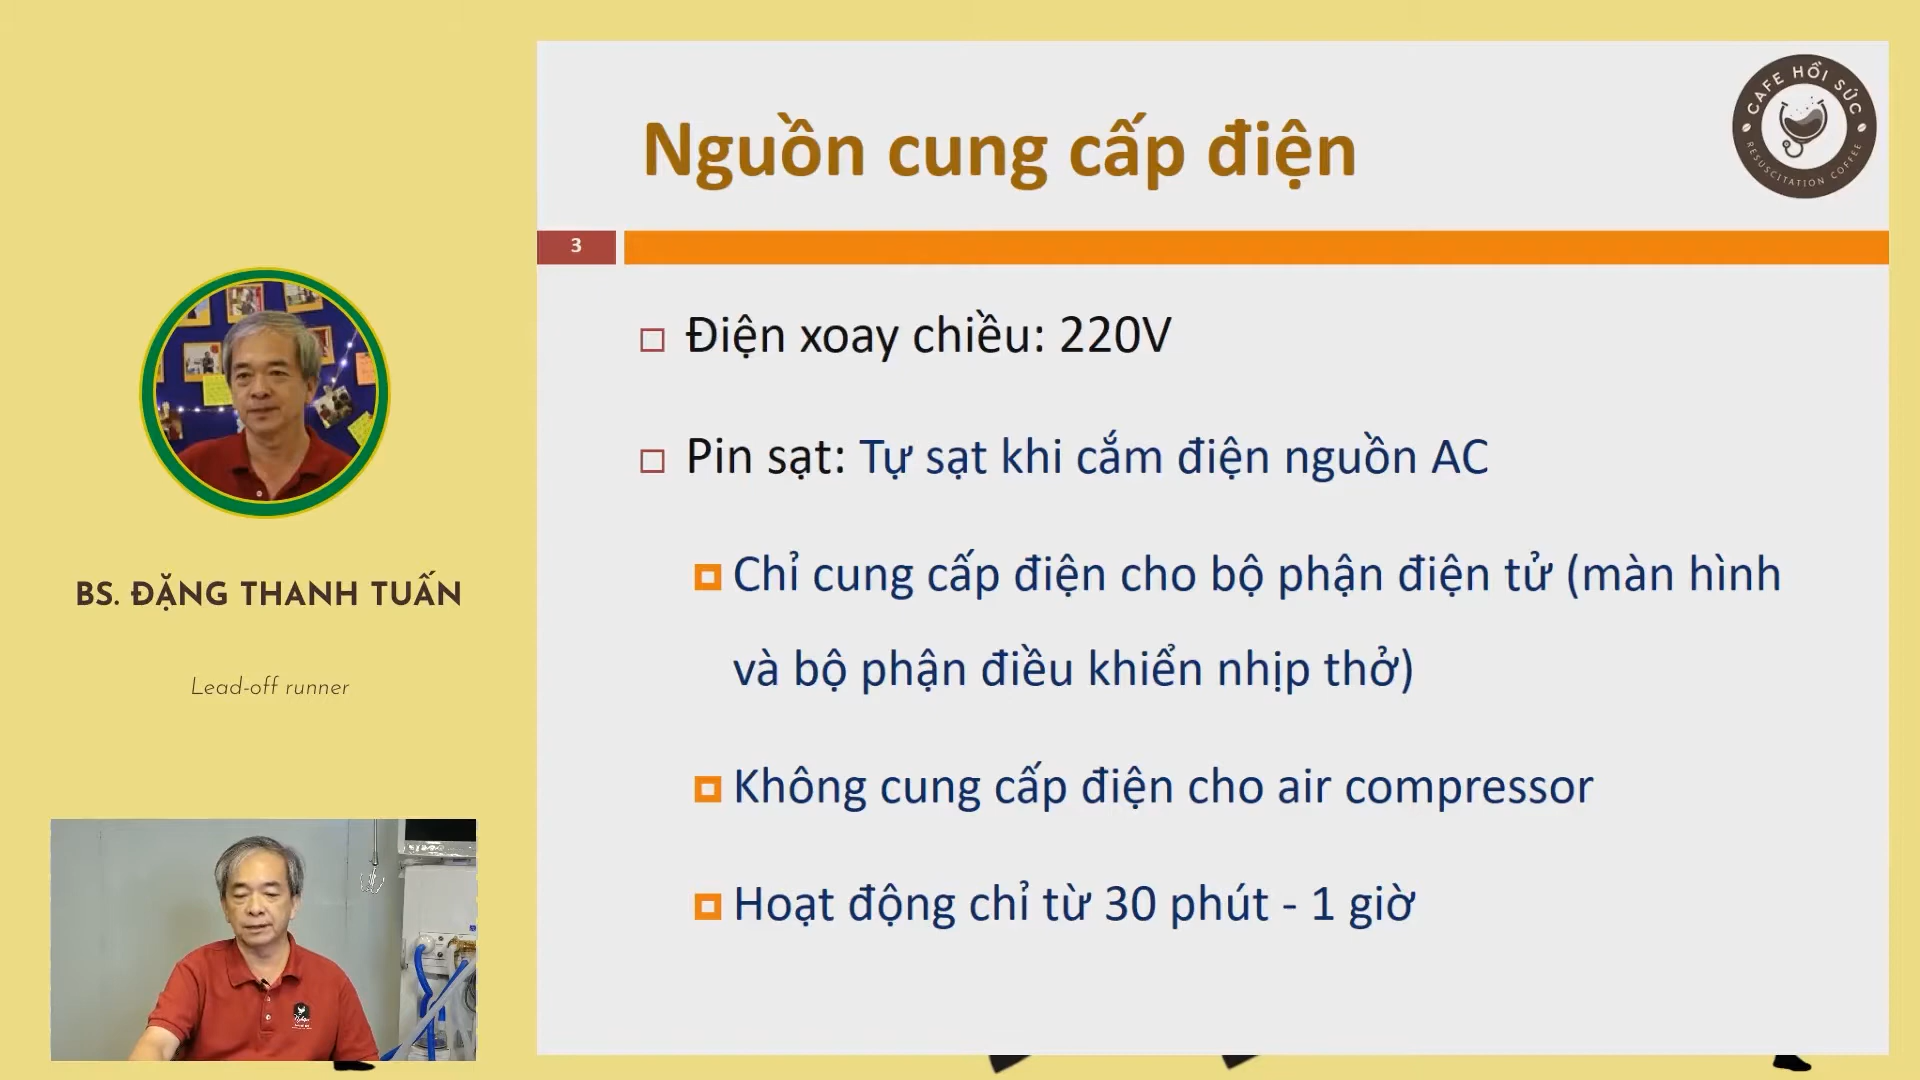 CAFE HỒI SỨC
RESUSCITATION COFFEE
Nguồn cung cấp điện
3
Điện xoay chiều: 220V
Pin sạt: Tự sạt khi cắm điện nguồn AC
Chỉ cung cấp điện cho bộ phận điện tử (màn hình
và bộ phận điều khiển nhịp thở)
Không cung cấp điện cho air compressor
Hoạt động chỉ từ 30 phút - 1 giờ
BS. ĐẶNG THANH TUẤN
Lead-off runner